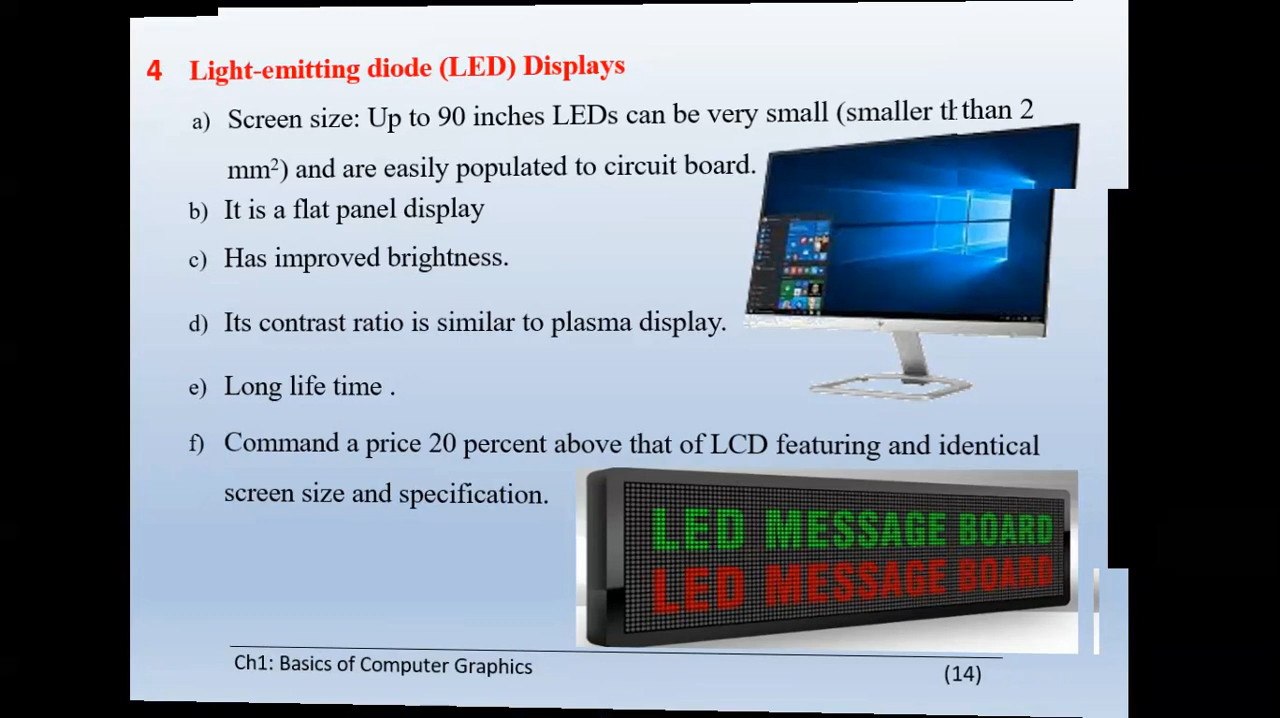 4 Light-emitting diode (LED) Displays
a) Screen size: Up to 90 inches LEDs can be very small (smaller than 2
mm²) and are easily populated to circuit board.
b) It is a flat panel display
c) Has improved brightness.
d) Its contrast ratio is similar to plasma display.
e) Long life time .
f) Command a price 20 percent above that of LCD featuring and identical
screen size and specification.
LED MESSAGE BOARD
LED MESSAGE BOARD
Ch1: Basics of Computer Graphics
(14)